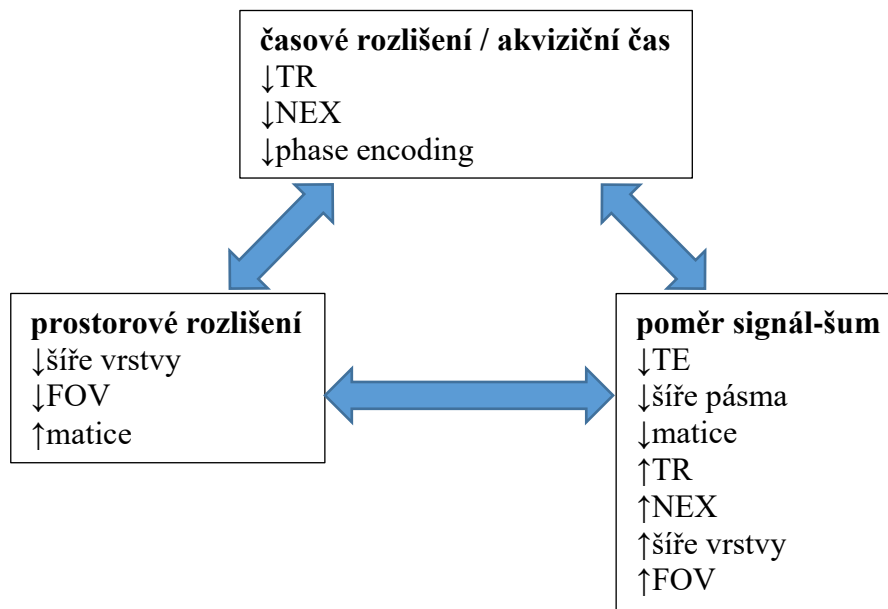 časové rozlišení / akviziční čas
↓TR
↓NEX
↓phase encoding
prostorové rozlišení
↓šíře vrstvy
↓FOV
↑matice
poměr signál-šum
↓TE
↓šíře pásma
↓matice
↑TR
↑NEX
↑šíře vrstvy
↑FOV